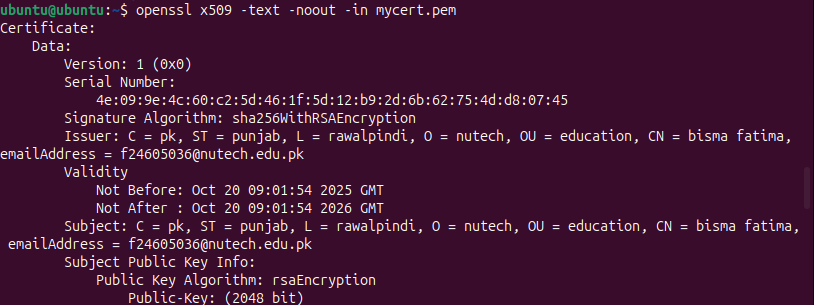 ubuntu@ubuntu:~$ openssl x509 -text -noout -in mycert.pem
Certificate:
    Data:
        Version: 1 (0x0)
        Serial Number:
            4e:09:9e:4c:60:c2:5d:46:1f:5d:12:b9:2d:6b:62:75:4d:d8:07:45
        Signature Algorithm: sha256WithRSAEncryption
        Issuer: C = pk, ST = punjab, L = rawalpindi, O = nutech, OU = education, CN = bisma fatima,
emailAddress = f24605036@nutech.edu.pk
        Validity
            Not Before: Oct 20 09:01:54 2025 GMT
            Not After : Oct 20 09:01:54 2026 GMT
        Subject: C = pk, ST = punjab, L = rawalpindi, O = nutech, OU = education, CN = bisma fatima,
 emailAddress = f24605036@nutech.edu.pk
        Subject Public Key Info:
            Public Key Algorithm: rsaEncryption
                Public-Key: (2048 bit)